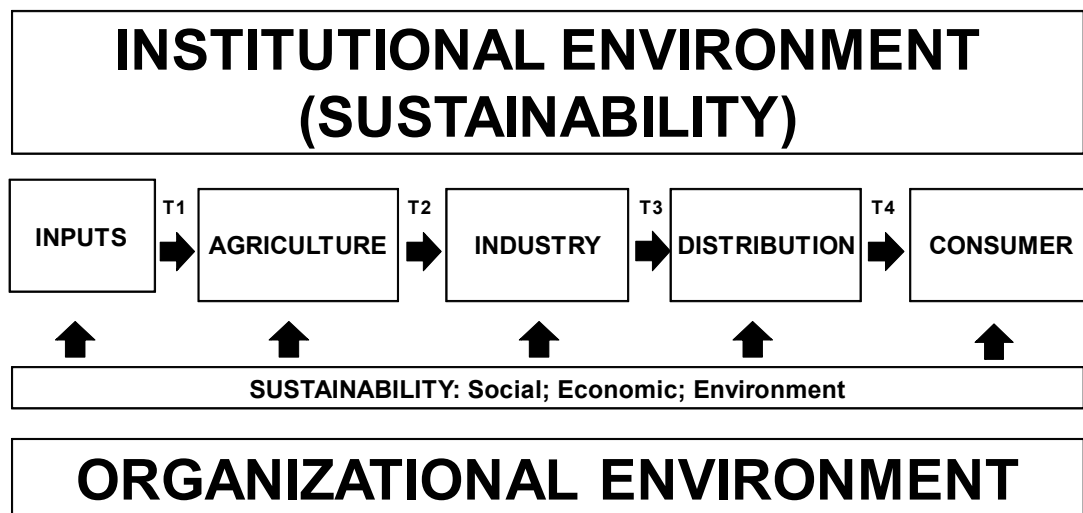 INSTITUTIONAL ENVIRONMENT
(SUSTAINABILITY)
T1
T2
T3
T4
INPUTS
AGRICULTURE
INDUSTRY
DISTRIBUTION
CONSUMER
SUSTAINABILITY: Social; Economic; Environment
ORGANIZATIONAL ENVIRONMENT